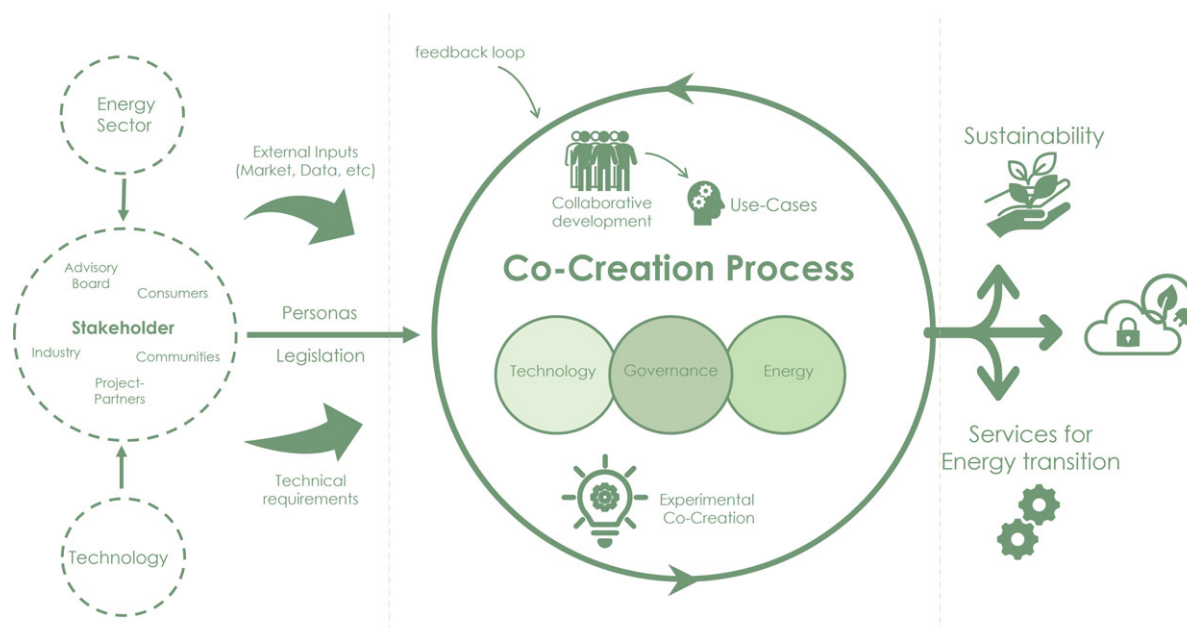 feedback loop
Energy
Sector
External Inputs
(Market, Data, etc)
Advisory
Board
Consumers
Stakeholder
Industry
Communities
Project-
Partners
Personas
Legislation
Technical
requirements
Technology
Collaborative
development
Use-Cases
Co-Creation Process
Technology
Governance
Energy
Experimental
Co-Creation
Sustainability
Services for
Energy transition